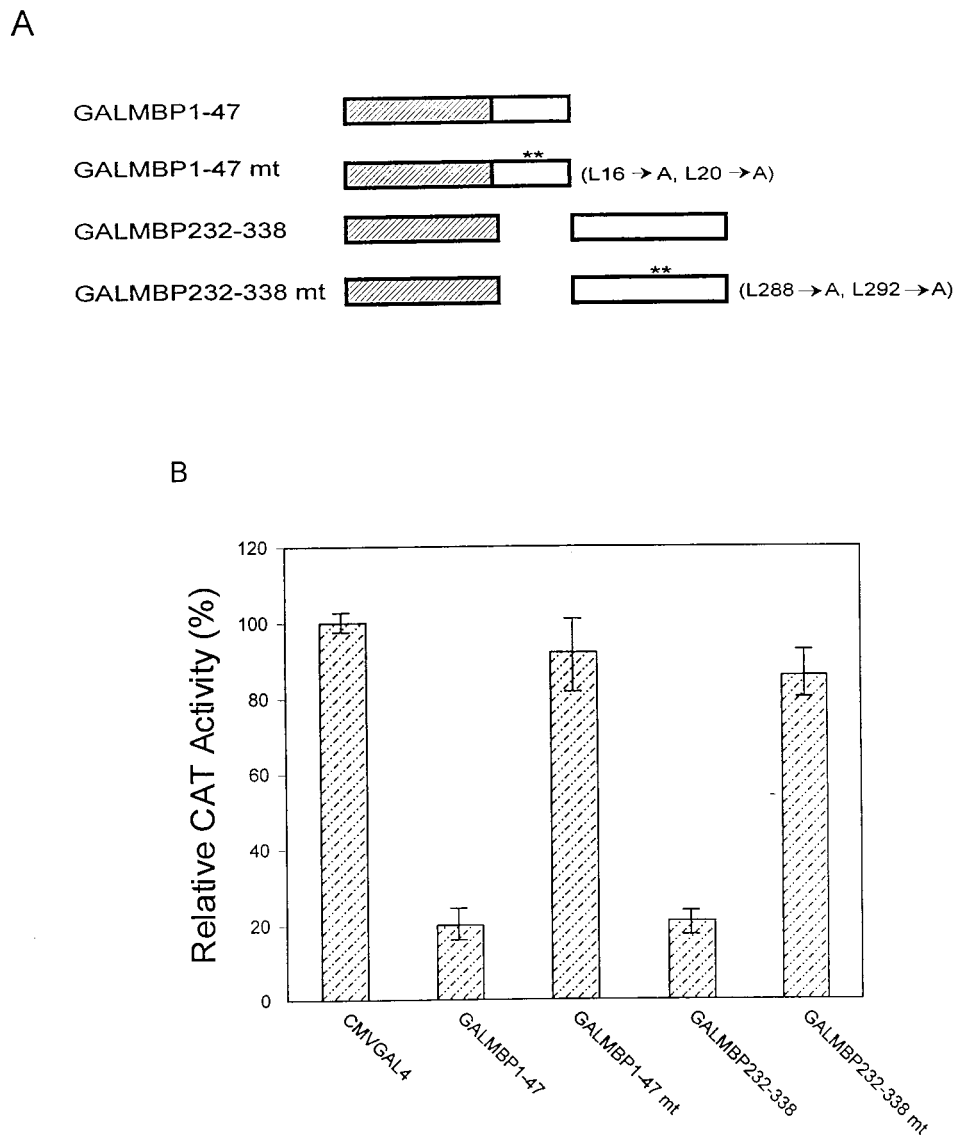 A
GALMBP1-47
GALMBP1-47 mt
**
(L16 → A, L20 → A)
GALMBP232-338
GALMBP232-338 mt
**
(L288 → A, L292 → A)
B
Relative CAT Activity (%)
120
100
80
60
40
20
0
CMVGAL4
GALMBP1-47
GALMBP1-47 mt
GALMBP232-338
GALMBP232-338 mt